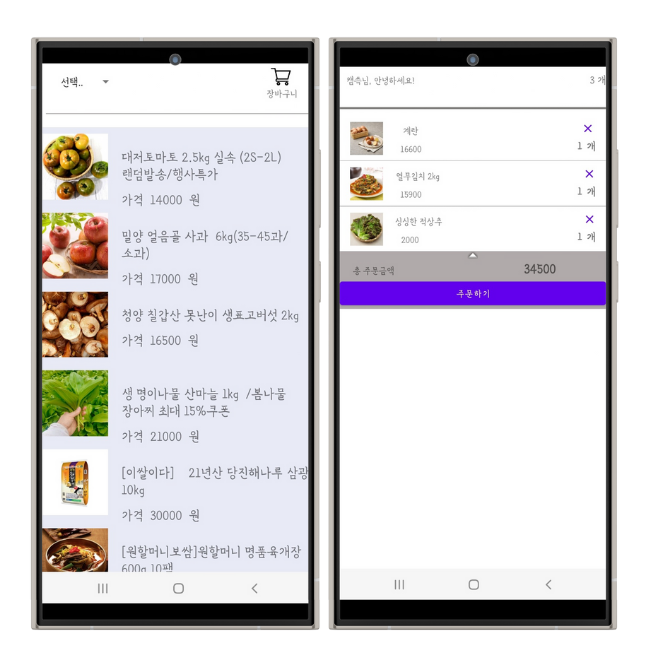 선택..
장바구니
대저토마토 2.5kg 실속 (2S-2L)
랜덤발송/행사특가
가격 14000 원
밀양 얼음골 사과 6kg(35-45과/
소과)
가격 17000 원
청양 칠갑산 못난이 생표고버섯 2kg
가격 16500 원
생 명이나물 산마늘 1kg /봄나물
장아찌 최대 15%쿠폰
가격 21000 원
[이쌀이다] 21년산 당진해나루 삼광
10kg
가격 30000 원
[원할머니보쌈]원할머니 명품육개장
600g 10팩
쌥쓱님, 안녕하세요!
3 개
계란
16600
1 개
열무김치 2kg
15900
1 개
싱싱한 적상추
2000
1 개
총 주문금액 34500
주문하기